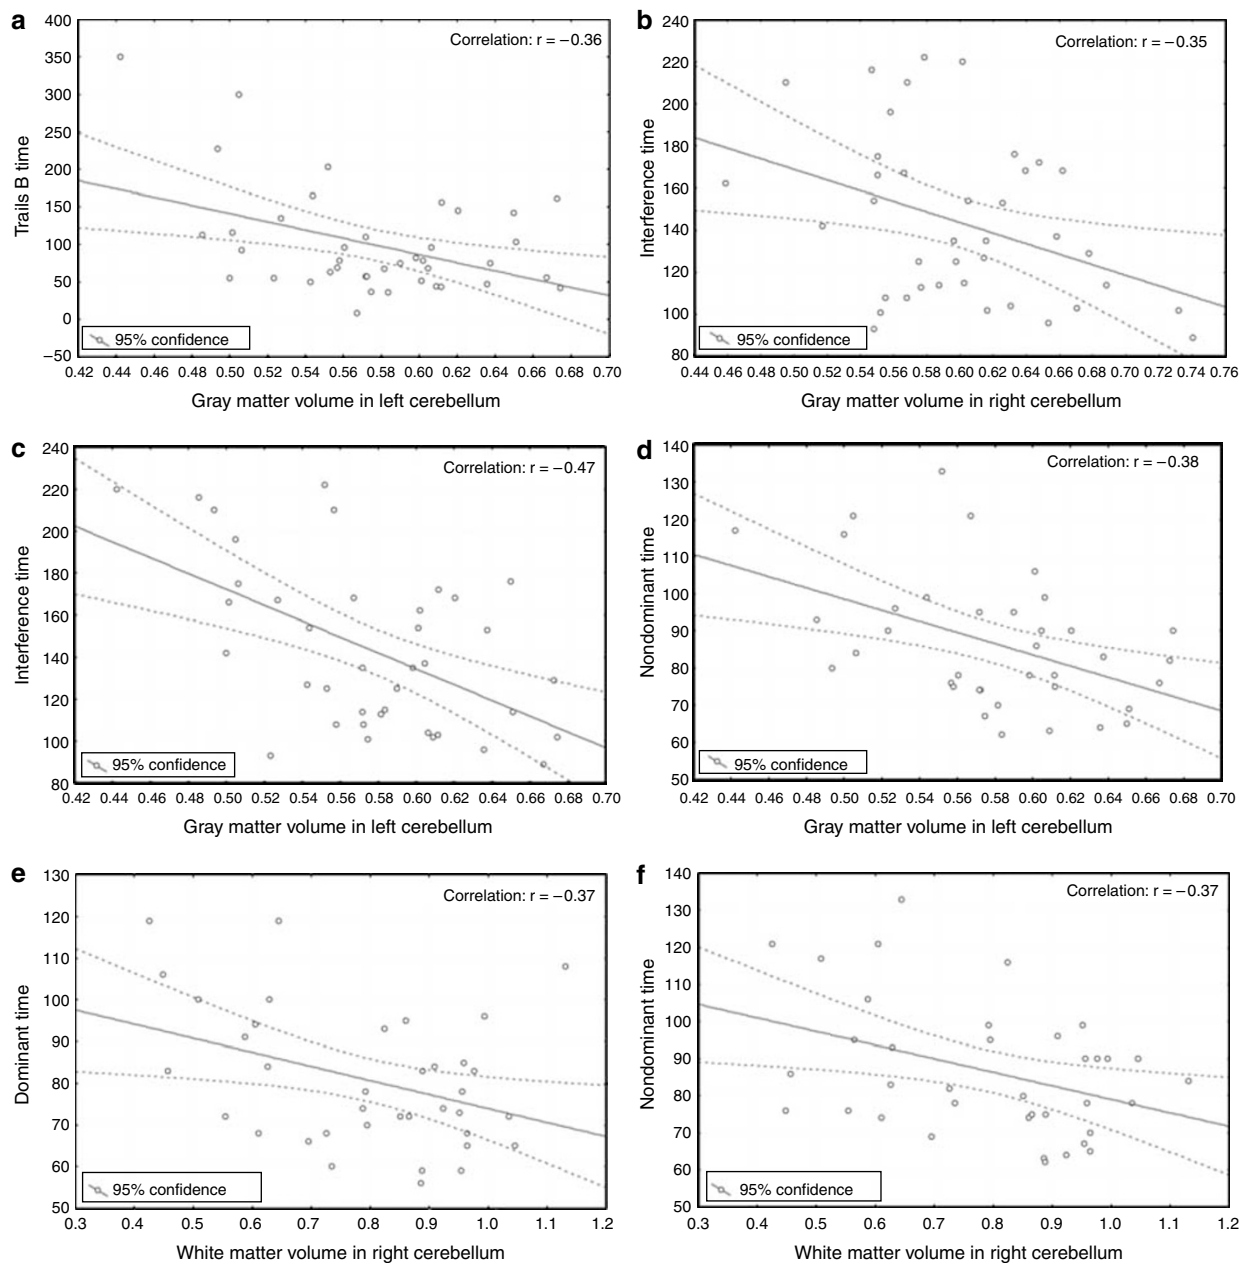 a
Correlation: r = −0.36
Trails B time
400
350
300
250
200
150
100
50
0
−50
95% confidence
0.42 0.44 0.46 0.48 0.50 0.52 0.54 0.56 0.58 0.60 0.62 0.64 0.66 0.68 0.70
Gray matter volume in left cerebellum
b
Correlation: r = −0.35
Interference time
240
220
200
180
160
140
120
100
80
95% confidence
0.44 0.46 0.48 0.50 0.52 0.54 0.56 0.58 0.60 0.62 0.64 0.66 0.68 0.70 0.72 0.74 0.76
Gray matter volume in right cerebellum
c
Correlation: r = −0.47
Interference time
240
220
200
180
160
140
120
100
80
95% confidence
0.42 0.44 0.46 0.48 0.50 0.52 0.54 0.56 0.58 0.60 0.62 0.64 0.66 0.68 0.70
Gray matter volume in left cerebellum
d
Correlation: r = −0.38
Nondominant time
140
130
120
110
100
90
80
70
60
50
95% confidence
0.42 0.44 0.46 0.48 0.50 0.52 0.54 0.56 0.58 0.60 0.62 0.64 0.66 0.68 0.70
Gray matter volume in left cerebellum
e
Correlation: r = −0.37
Dominant time
130
120
110
100
90
80
70
60
50
95% confidence
0.3 0.4 0.5 0.6 0.7 0.8 0.9 1.0 1.1 1.2
White matter volume in right cerebellum
f
Correlation: r = −0.37
Nondominant time
140
130
120
110
100
90
80
70
60
50
95% confidence
0.3 0.4 0.5 0.6 0.7 0.8 0.9 1.0 1.1 1.2
White matter volume in right cerebellum